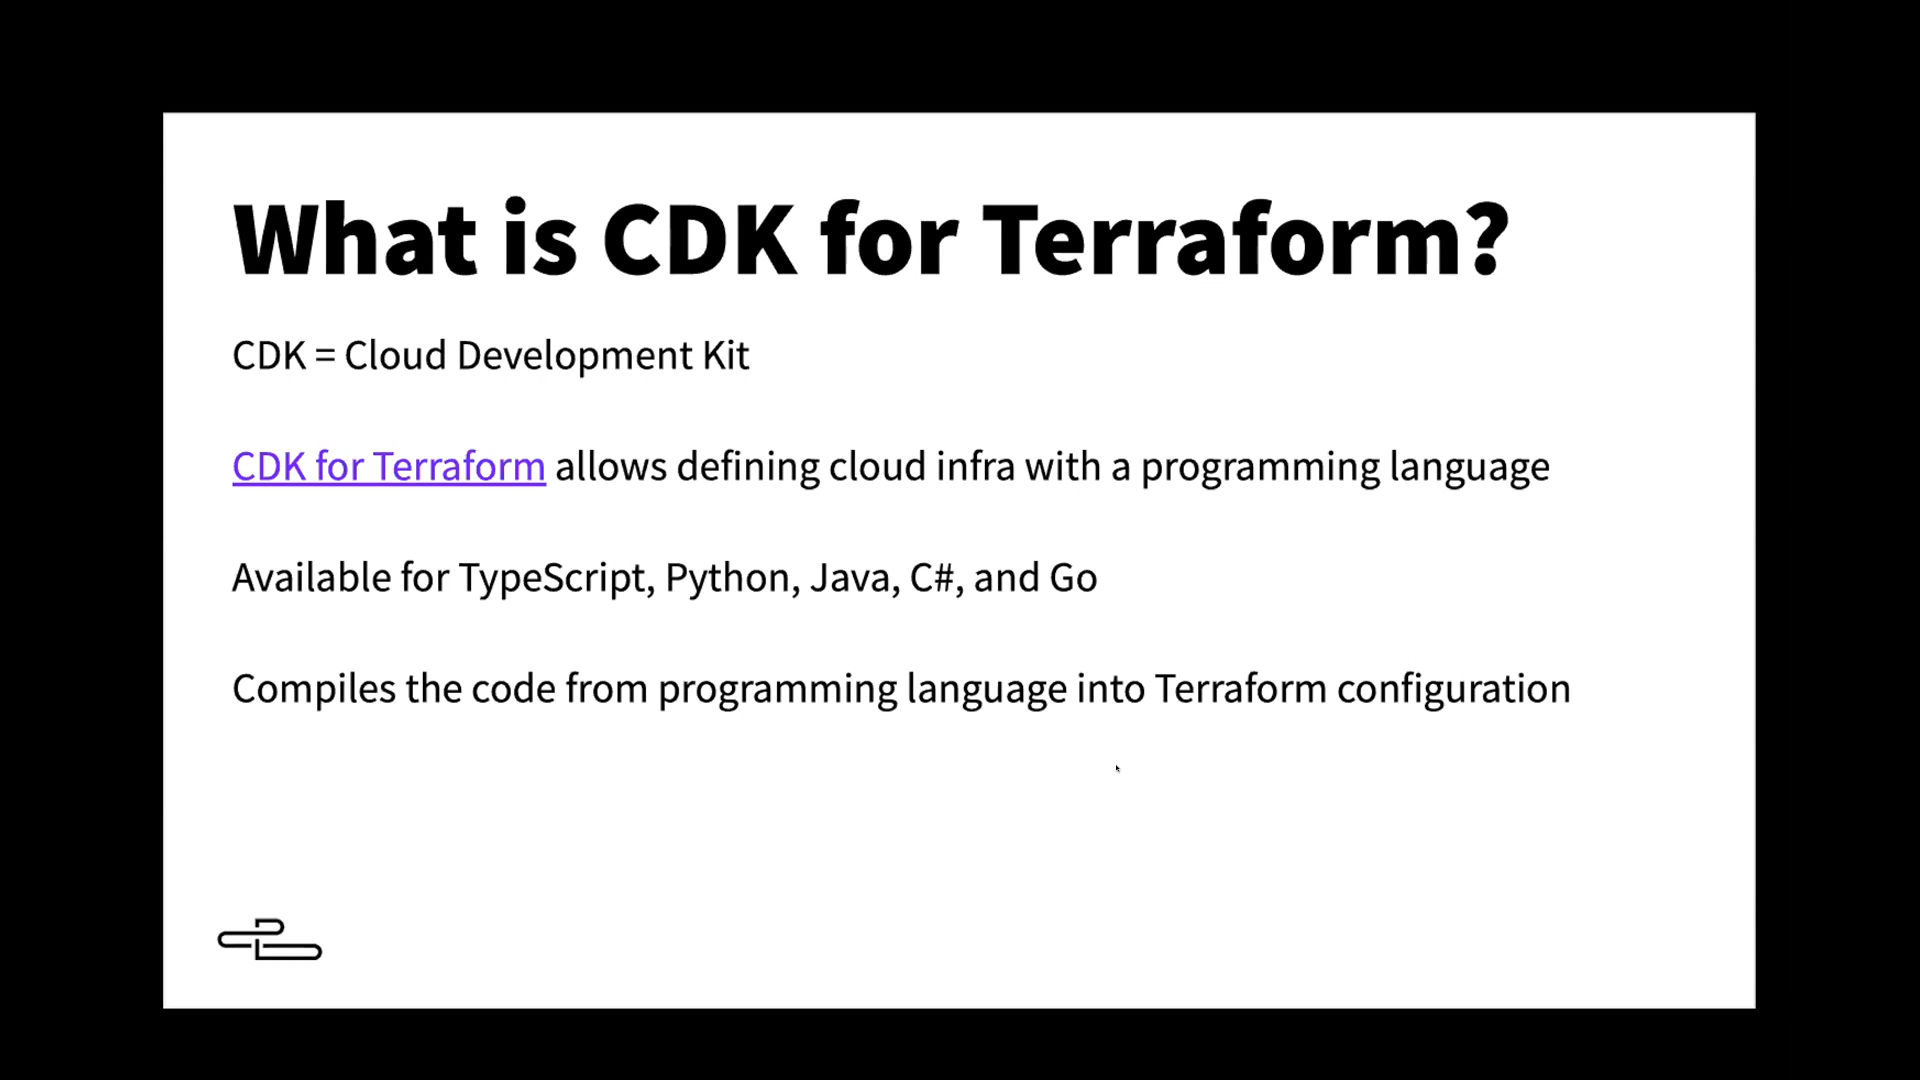 What is CDK for Terraform?
CDK = Cloud Development Kit
CDK for Terraform allows defining cloud infra with a programming language
Available for TypeScript, Python, Java, C#, and Go
Compiles the code from programming language into Terraform configuration